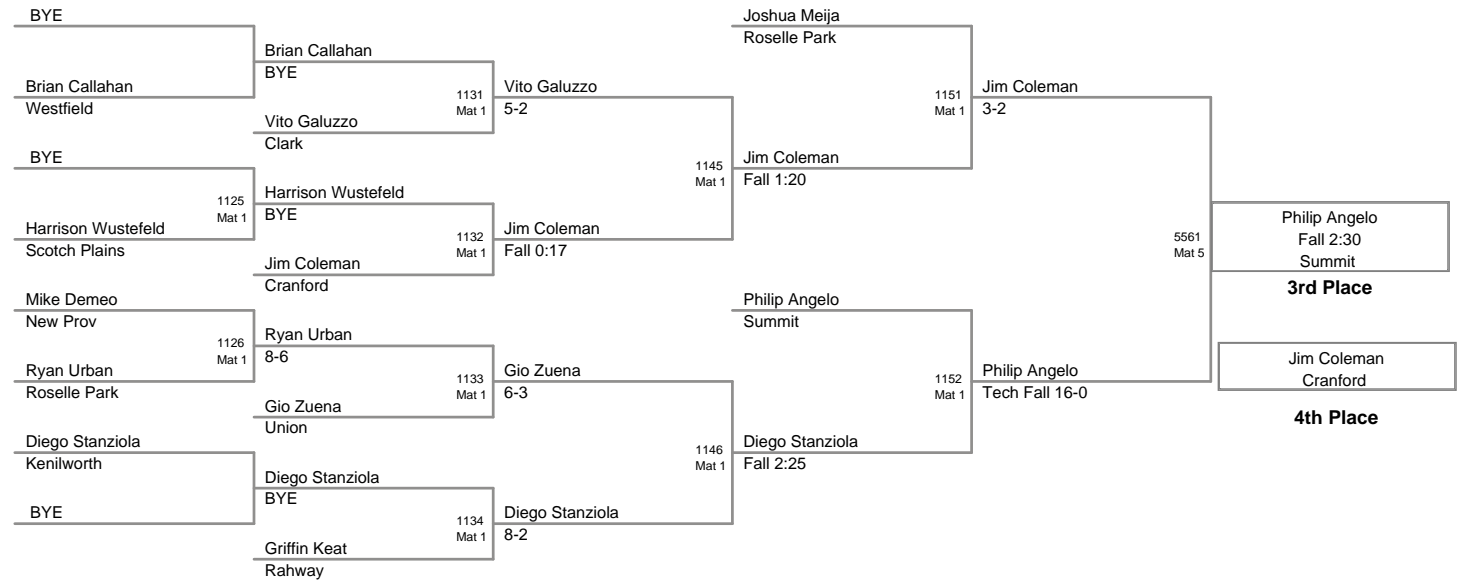 BYE
Brian Callahan
Westfield
BYE
Harrison Wustefeld
Scotch Plains
Mike Demeo
New Prov
Ryan Urban
Roselle Park
Diego Stanziola
Kenilworth
BYE
1125
Mat 1
1126
Mat 1
Brian Callahan
BYE
Vito Galuzzo
Clark
Harrison Wustefeld
BYE
Jim Coleman
Cranford
Ryan Urban
8-6
Gio Zuena
Union
Diego Stanziola
BYE
Griffin Keat
Rahway
1131
Mat 1
1132
Mat 1
1133
Mat 1
1134
Mat 1
Vito Galuzzo
5-2
Jim Coleman
Fall 0:17
Gio Zuena
6-3
Diego Stanziola
8-2
1145
Mat 1
1146
Mat 1
Joshua Meija
Roselle Park
Jim Coleman
Fall 1:20
Philip Angelo
Summit
Diego Stanziola
Fall 2:25
1151
Mat 1
1152
Mat 1
Jim Coleman
3-2
Philip Angelo
Tech Fall 16-0
5561
Mat 5
Philip Angelo
Fall 2:30
Summit
3rd Place
Jim Coleman
Cranford
4th Place